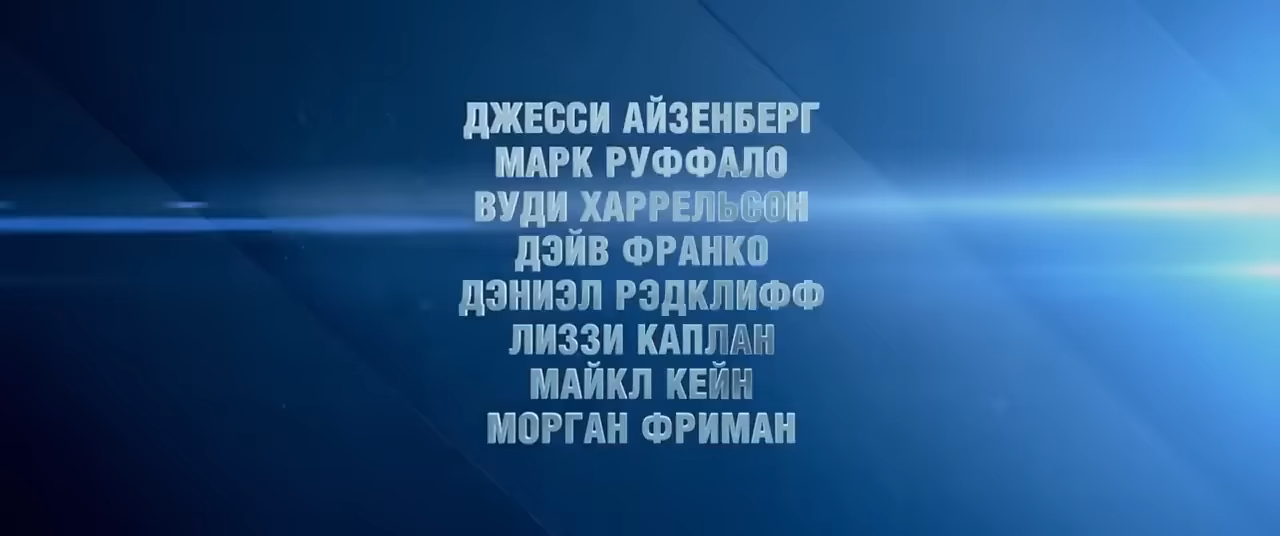 ДЖЕССИ АЙЗЕНБЕРГ
МАРК РУФФАЛО
ВУДИ ХАРРЕЛЬСОН
ДЭЙВ ФРАНКО
ДЭНИЭЛ РЭДКЛИФФ
ЛИЗЗИ КАПЛАН
МАЙКЛ КЕЙН
МОРГАН ФРИМАН